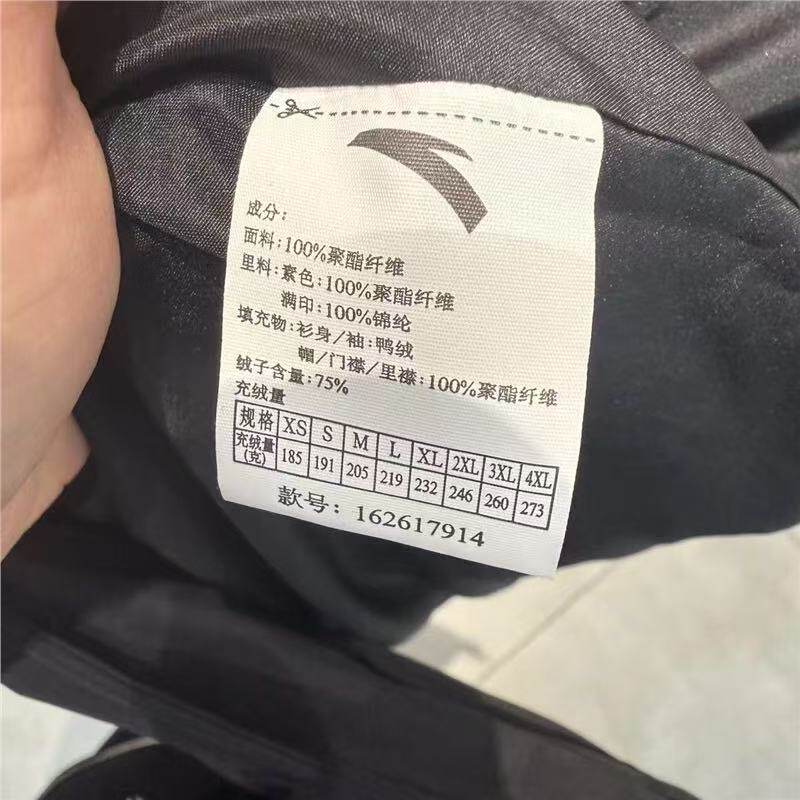 成分:
面料:100%聚酯纤维
里料:素色:100%聚酯纤维
满印:100%锦纶
填充物:衫身/袖:鸭绒
帽/门襟/里襟:100%聚酯纤维
绒子含量:75%
充绒量
规格 XS S M L XL 2XL 3XL 4XL
充绒量(克) 185 191 205 219 232 246 260 273
款号: 162617914